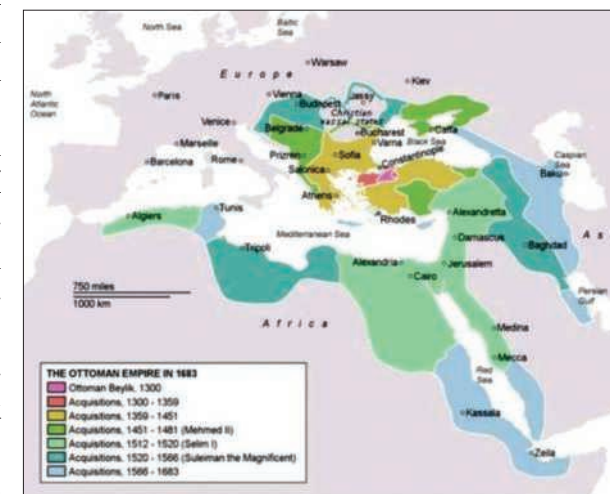 North Sea
Baltic Sea
Warsaw
Europe
Kiev
North Atlantic Ocean
Paris
Vienna
Budapest
Jassy
Christian vassal states
Venice
Belgrade
Bucharest
Caffa
Marseille
Varna
Black Sea
Caspian Sea
Barcelona
Rome
Prizren
Sofia
Constantinople
Salonica
Baku
Athens
Algiers
Tunis
Rhodes
Alexandretta
As
Mediterranean Sea
Damascus
Baghdad
Tripoli
Alexandria
Jerusalem
Cairo
Persian Gulf
750 miles
1000 km
Africa
Medina
Mecca
Red Sea
Kassala
Zeila
THE OTTOMAN EMPIRE IN 1683
Ottoman Beylik, 1300
Acquisitions, 1300 - 1359
Acquisitions, 1359 - 1451
Acquisitions, 1451 - 1481 (Mehmed II)
Acquisitions, 1512 - 1520 (Selim I)
Acquisitions, 1520 - 1566 (Suleiman the Magnificent)
Acquisitions, 1566 - 1683